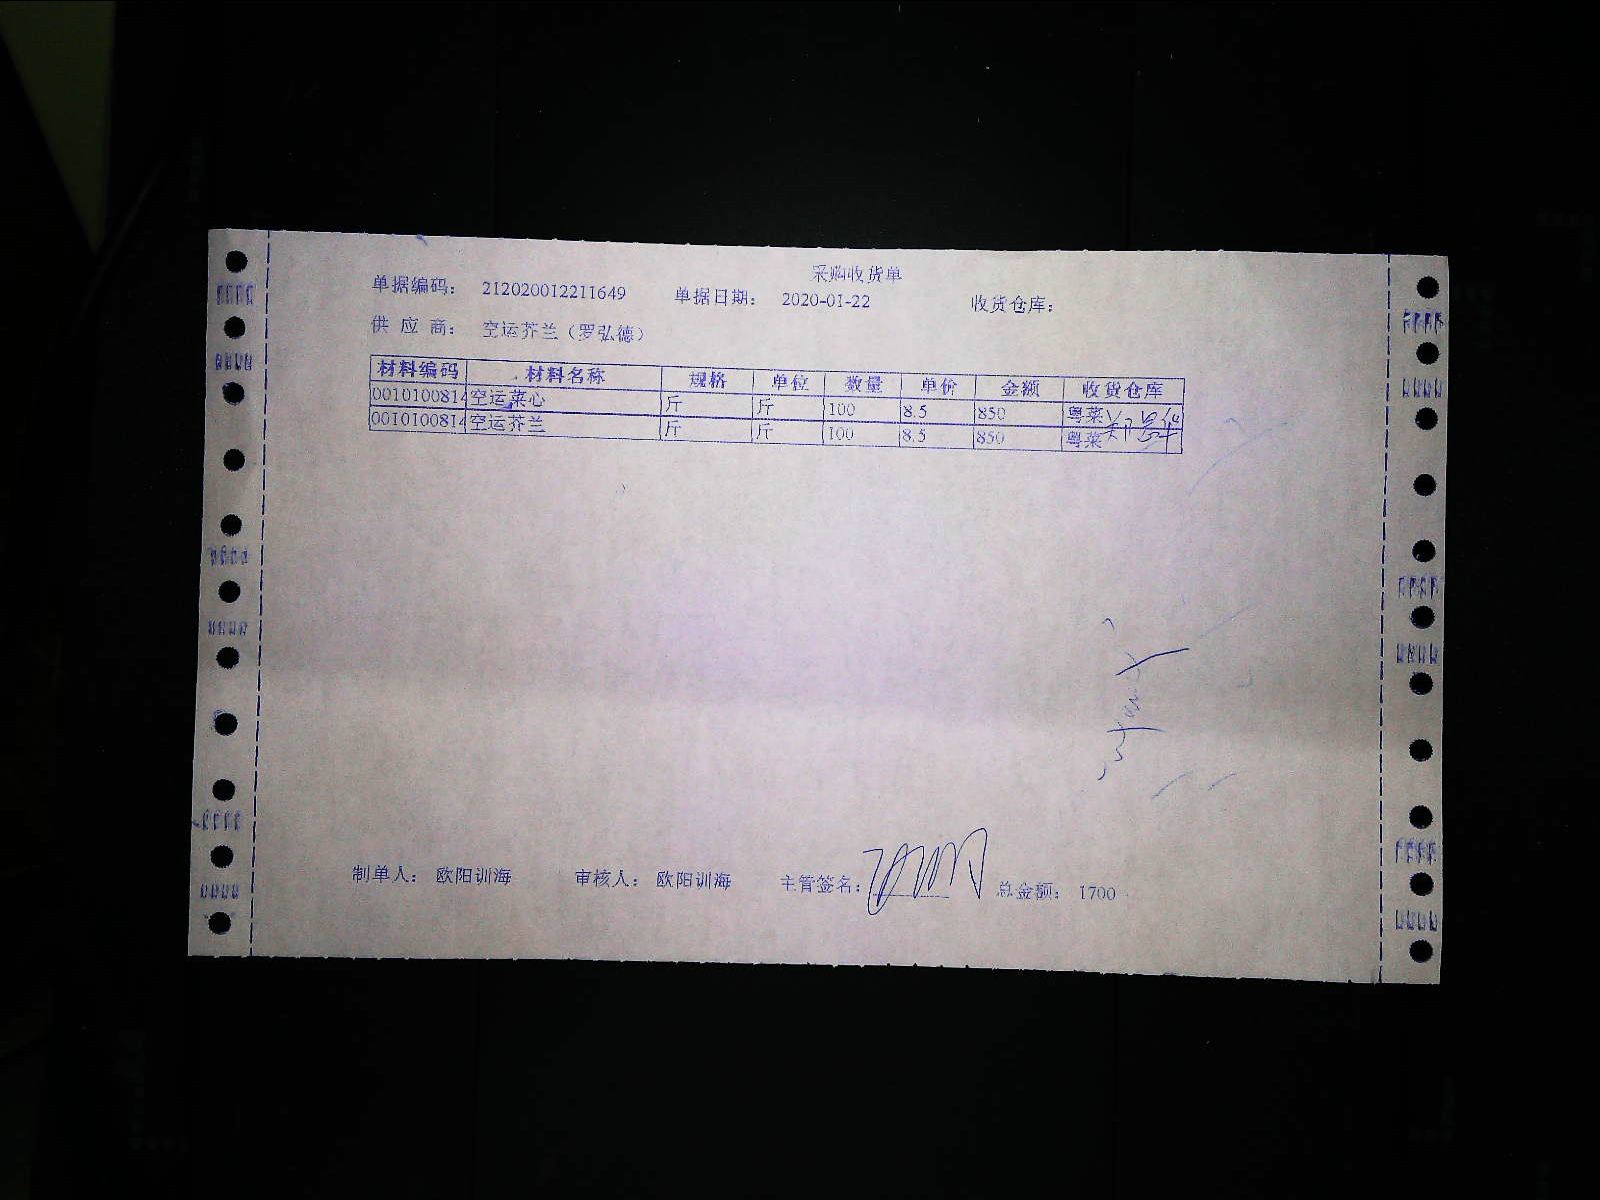 采购收货单
单据编码： 212020012211649 单据日期： 2020-01-22 收货仓库：
供 应 商： 空运芥兰（罗弘德）
材料编码 材料名称 规格 单位 数量 单价 金额 收货仓库
0010100814 空运菜心 斤 斤 100 8.5 850 粤菜
0010100814 空运芥兰 斤 斤 100 8.5 850 粤菜
制单人： 欧阳训海 审核人： 欧阳训海 主管签名： 总金额： 1700